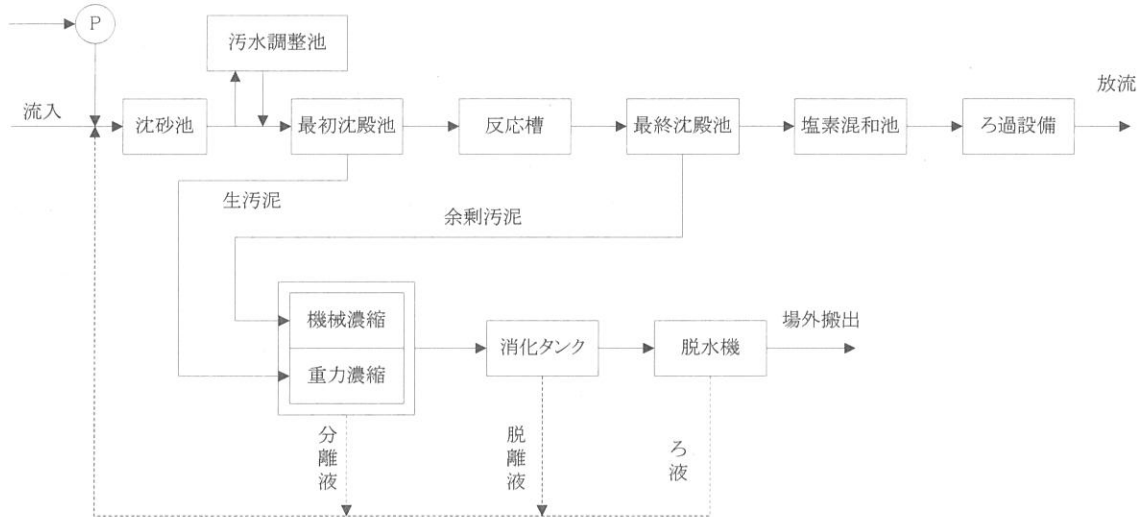 P
汚水調整池
流入
沈砂池
最初沈殿池
反応槽
最終沈殿池
塩素混和池
ろ過設備
放流
生汚泥
余剰汚泥
機械濃縮
重力濃縮
消化タンク
脱水機
場外搬出
分離液
脱離液
ろ液